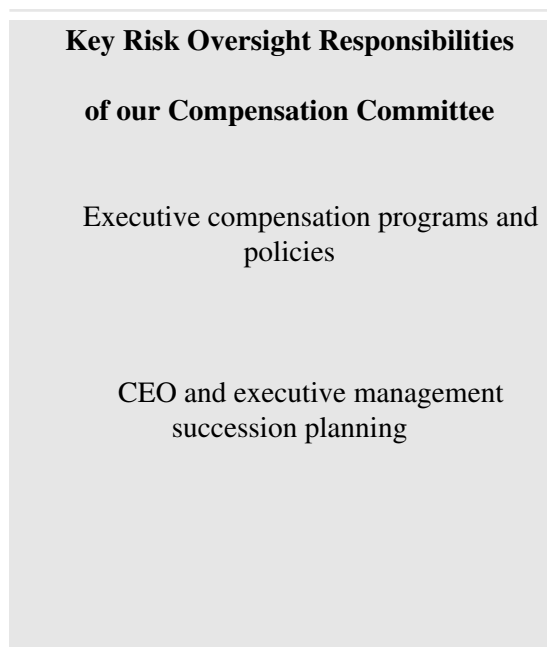 Key Risk Oversight Responsibilities
of our Compensation Committee
Executive compensation programs and
policies
CEO and executive management
succession planning